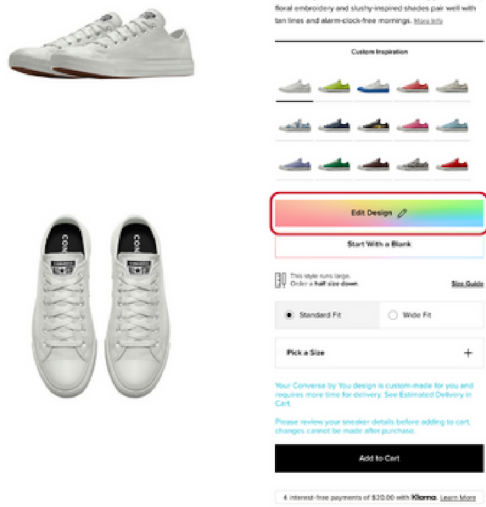 floral embroidery and slushy-inspired shades pair well with
tan lines and alarm-clock-free mornings. More Info
Custom Inspiration
Edit Design
Start With a Blank
This style runs large.
Order a half size down.
Size Guide
Standard Fit
Wide Fit
Pick a Size
+
Your Converse by You design is custom-made for you and
requires more time for delivery. See Estimated Delivery in
Cart.
Please review your sneaker details before adding to cart,
changes cannot be made after purchase.
Add to Cart
4 interest-free payments of $20.00 with Klarna. Learn More
CON
CON
CONVERSE
CONVERSE